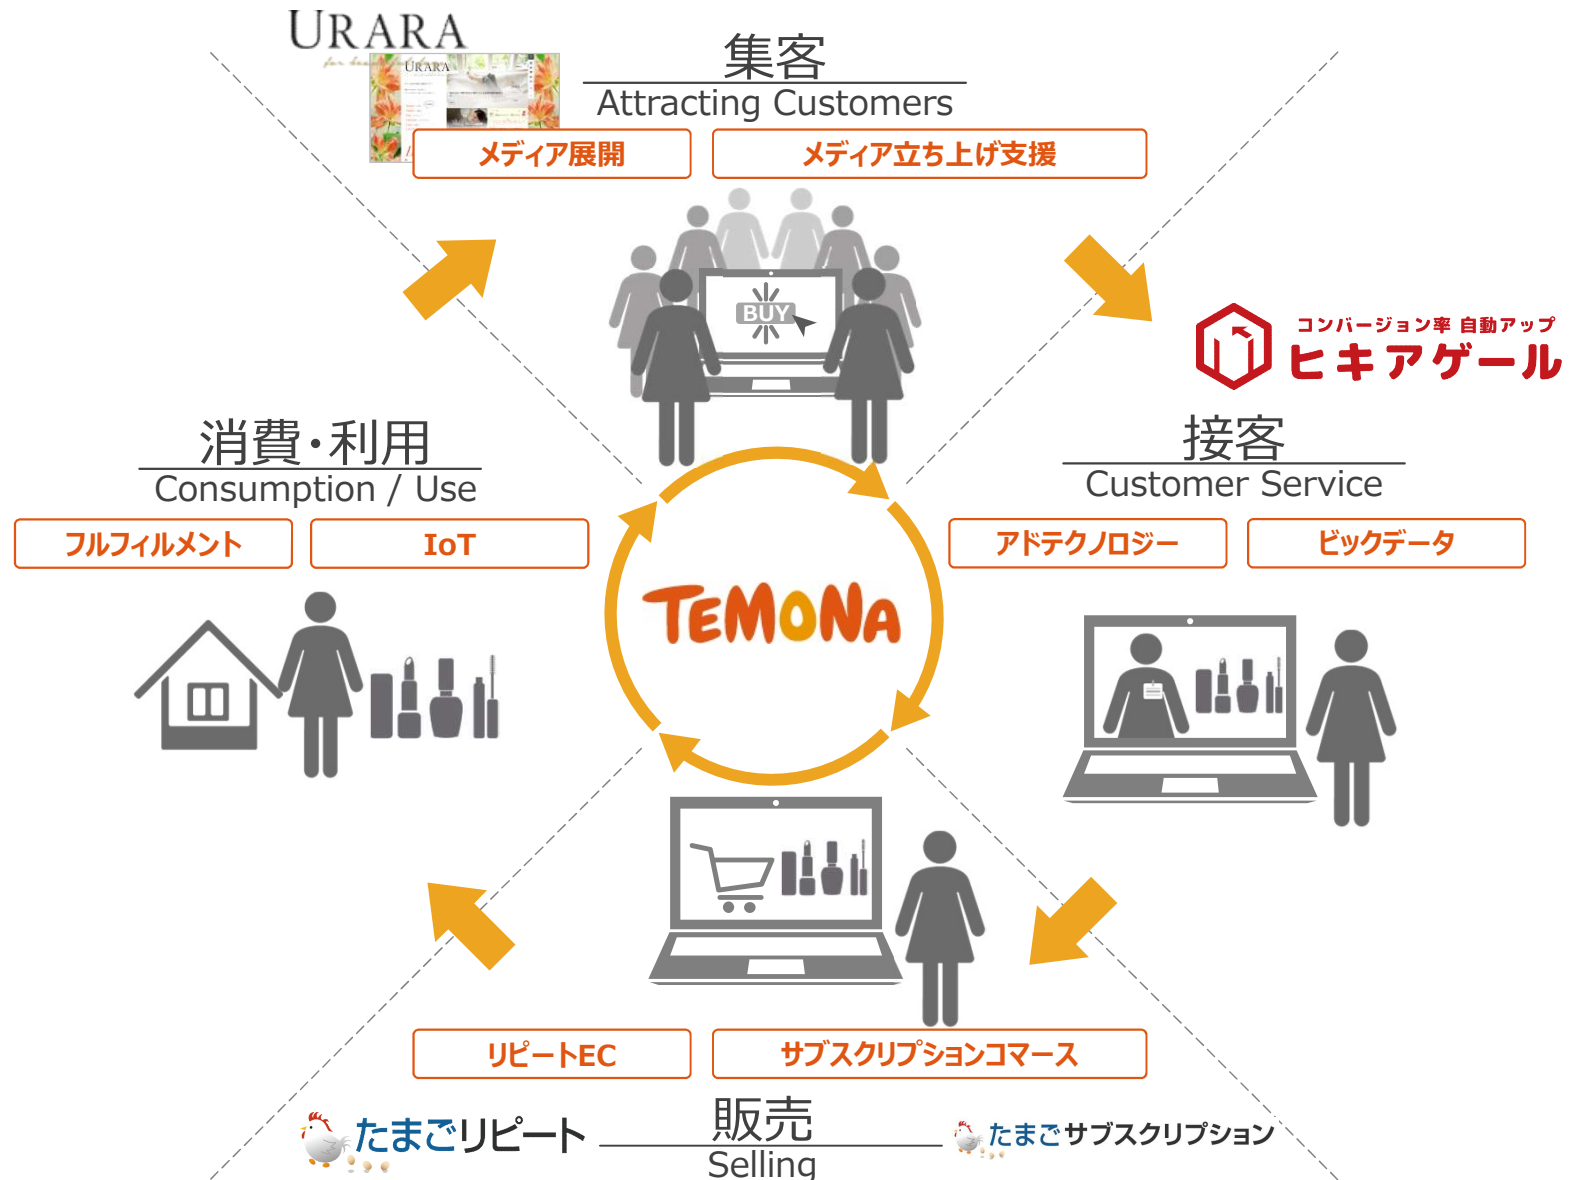 URARA
for beautiful days
URARA
集客
Attracting Customers
メディア展開
メディア立ち上げ支援
BUY
コンバージョン率 自動アップ
ヒキアゲール
消費・利用
Consumption / Use
フルフィルメント
IoT
接客
Customer Service
アドテクノロジー
ビックデータ
TEMONA
リピートEC
サブスクリプションコマース
たまごリピート
販売
Selling
たまごサブスクリプション